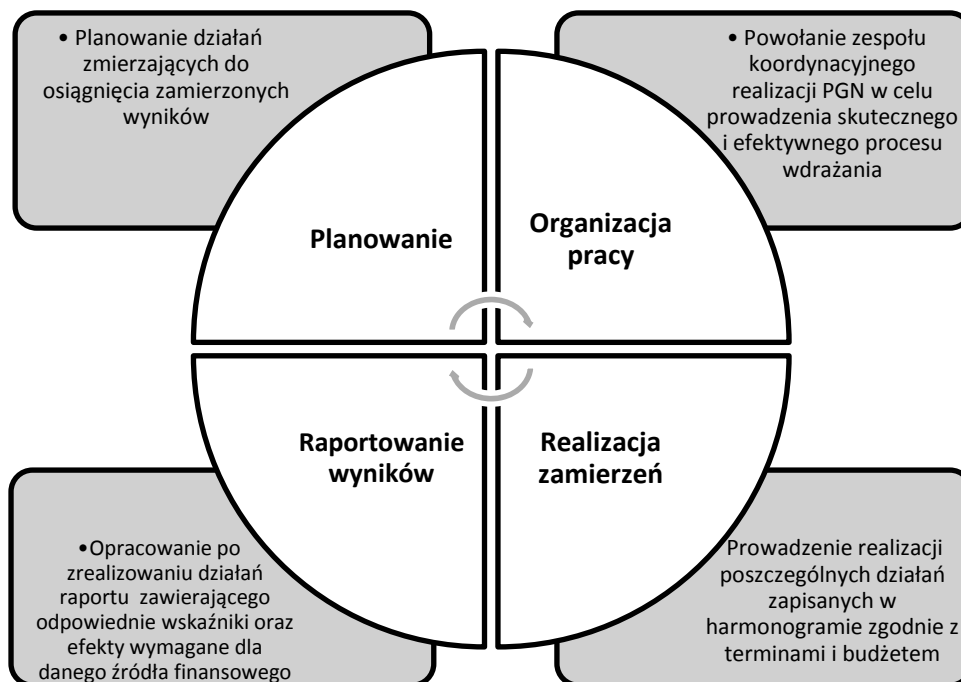 • Planowanie działań
zmierzających do
osiągnięcia zamierzonych
wyników
• Powołanie zespołu
koordynacyjnego
realizacji PGN w celu
prowadzenia skutecznego
i efektywnego procesu
wdrażania
Planowanie
Organizacja
pracy
Raportowanie
wyników
Realizacja
zamierzeń
•Opracowanie po
zrealizowaniu działań
raportu zawierającego
odpowiednie wskaźniki oraz
efekty wymagane dla
danego źródła finansowego
Prowadzenie realizacji
poszczególnych działań
zapisanych w
harmonogramie zgodnie z
terminami i budżetem